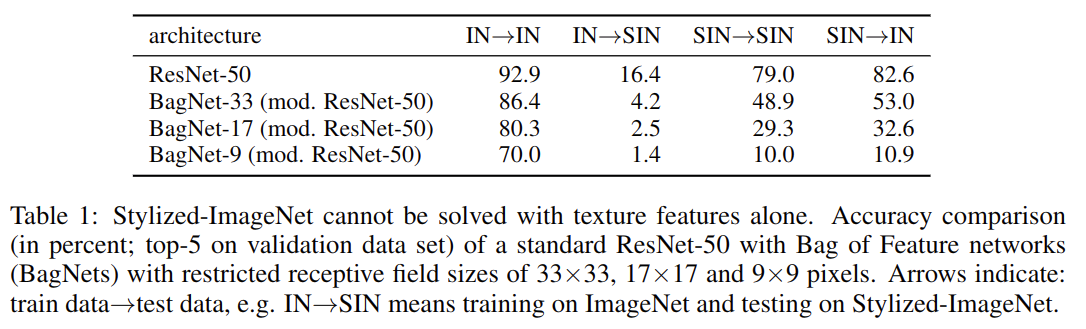 architecture IN→IN IN→SIN SIN→SIN SIN→IN
ResNet-50 92.9 16.4 79.0 82.6
BagNet-33 (mod. ResNet-50) 86.4 4.2 48.9 53.0
BagNet-17 (mod. ResNet-50) 80.3 2.5 29.3 32.6
BagNet-9 (mod. ResNet-50) 70.0 1.4 10.0 10.9
Table 1: Stylized-ImageNet cannot be solved with texture features alone. Accuracy comparison
(in percent; top-5 on validation data set) of a standard ResNet-50 with Bag of Feature networks
(BagNets) with restricted receptive field sizes of 33×33, 17×17 and 9×9 pixels. Arrows indicate:
train data→test data, e.g. IN→SIN means training on ImageNet and testing on Stylized-ImageNet.